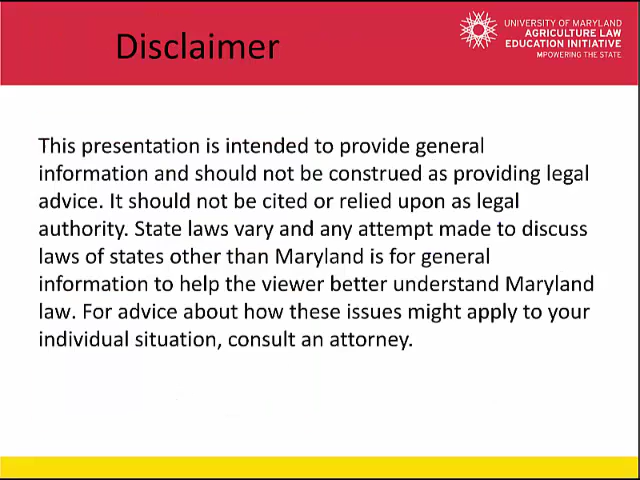 Disclaimer
UNIVERSITY OF MARYLAND
AGRICULTURE LAW
EDUCATION INITIATIVE
MPOWERING THE STATE
This presentation is intended to provide general
information and should not be construed as providing legal
advice. It should not be cited or relied upon as legal
authority. State laws vary and any attempt made to discuss
laws of states other than Maryland is for general
information to help the viewer better understand Maryland
law. For advice about how these issues might apply to your
individual situation, consult an attorney.